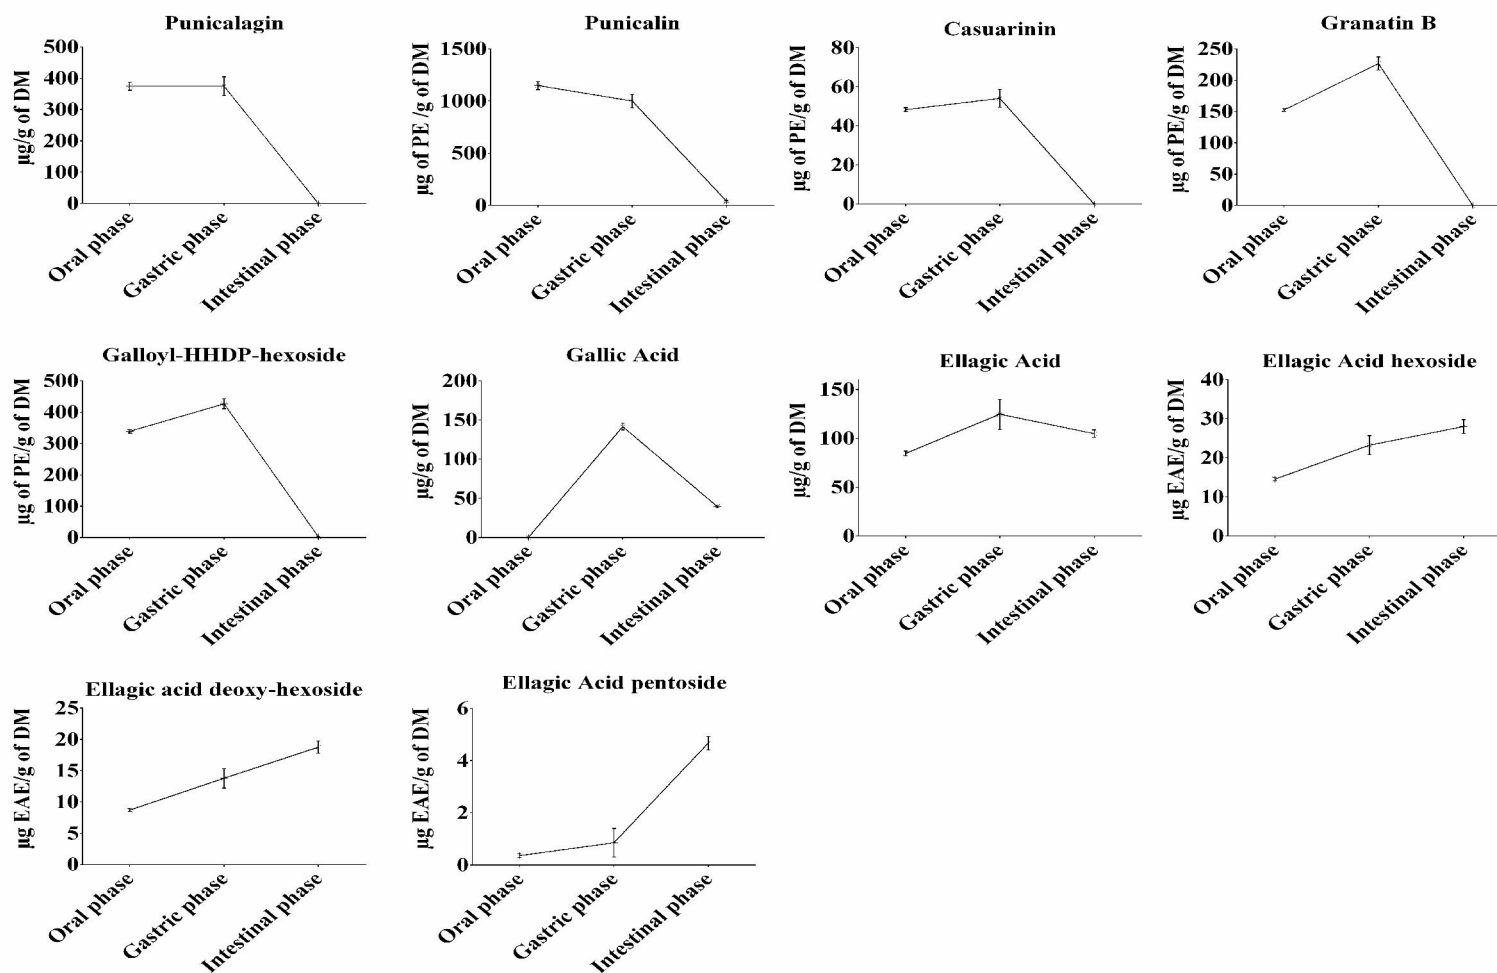 Punicalagin
µg/g of DM
500
400
300
200
100
0
Oral phase
Gastric phase
Intestinal phase
Punicalin
µg of PE /g of DM
1500
1000
500
0
Oral phase
Gastric phase
Intestinal phase
Casuarinin
µg of PE/g of DM
80
60
40
20
0
Oral phase
Gastric phase
Intestinal phase
Granatin B
µg of PE/g of DM
250
200
150
100
50
0
Oral phase
Gastric phase
Intestinal phase
Galloyl-HHDP-hexoside
µg of PE/g of DM
500
400
300
200
100
0
Oral phase
Gastric phase
Intestinal phase
Gallic Acid
µg/g of DM
200
150
100
50
0
Oral phase
Gastric phase
Intestinal phase
Ellagic Acid
µg/g of DM
150
100
50
0
Oral phase
Gastric phase
Intestinal phase
Ellagic Acid hexoside
µg EAE/g of DM
40
30
20
10
0
Oral phase
Gastric phase
Intestinal phase
Ellagic acid deoxy-hexoside
µg EAE/g of DM
25
20
15
10
5
0
Oral phase
Gastric phase
Intestinal phase
Ellagic Acid pentoside
µg EAE/g of DM
6
4
2
0
Oral phase
Gastric phase
Intestinal phase